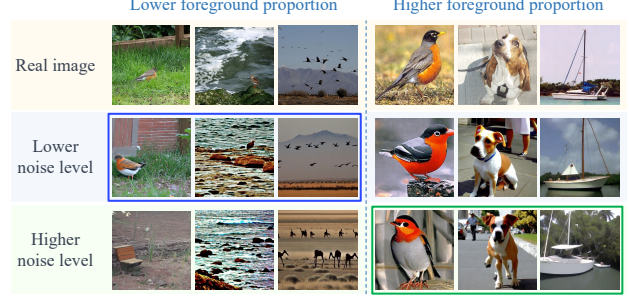 Lower foreground proportion
Higher foreground proportion
Real image
Lower
noise level
Higher
noise level